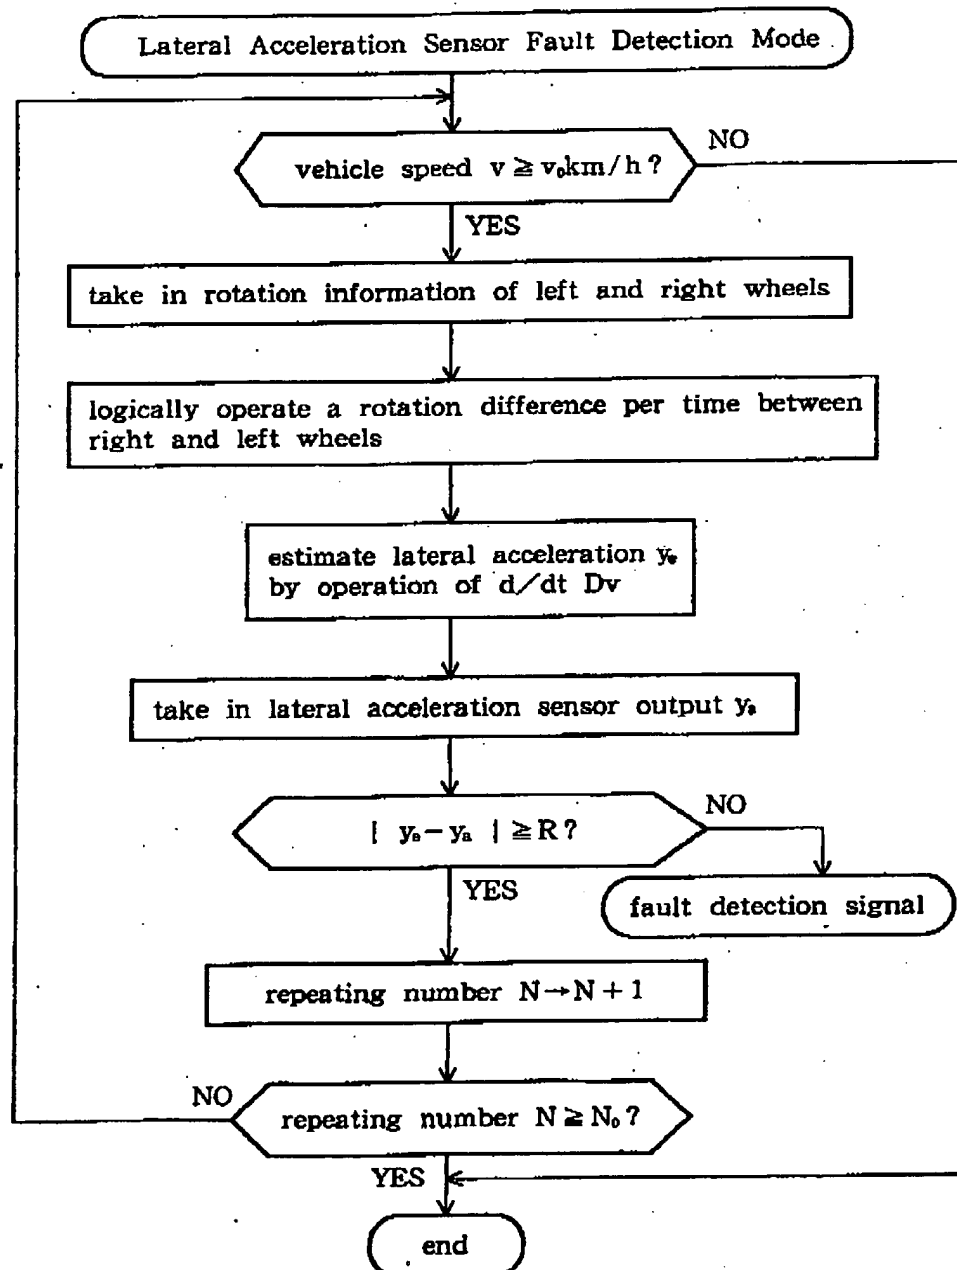 Lateral Acceleration Sensor Fault Detection Mode
vehicle speed v ≧ v₀km/h?
NO
YES
take in rotation information of left and right wheels
logically operate a rotation difference per time between
right and left wheels
estimate lateral acceleration yₑ
by operation of d/dt Dv
take in lateral acceleration sensor output yₐ
| yₑ−yₐ | ≧ R?
NO
YES
fault detection signal
repeating number N→N+1
NO
repeating number N ≧ N₀?
YES
end